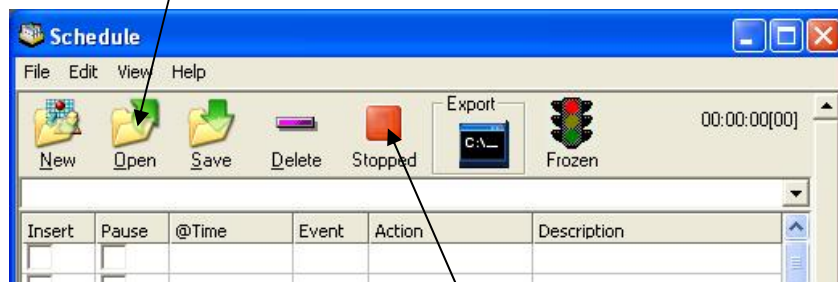 Schedule
File Edit View Help
Export
00:00:00[00]
C:\_
New Open Save Delete Stopped Frozen
Insert Pause @Time Event Action Description